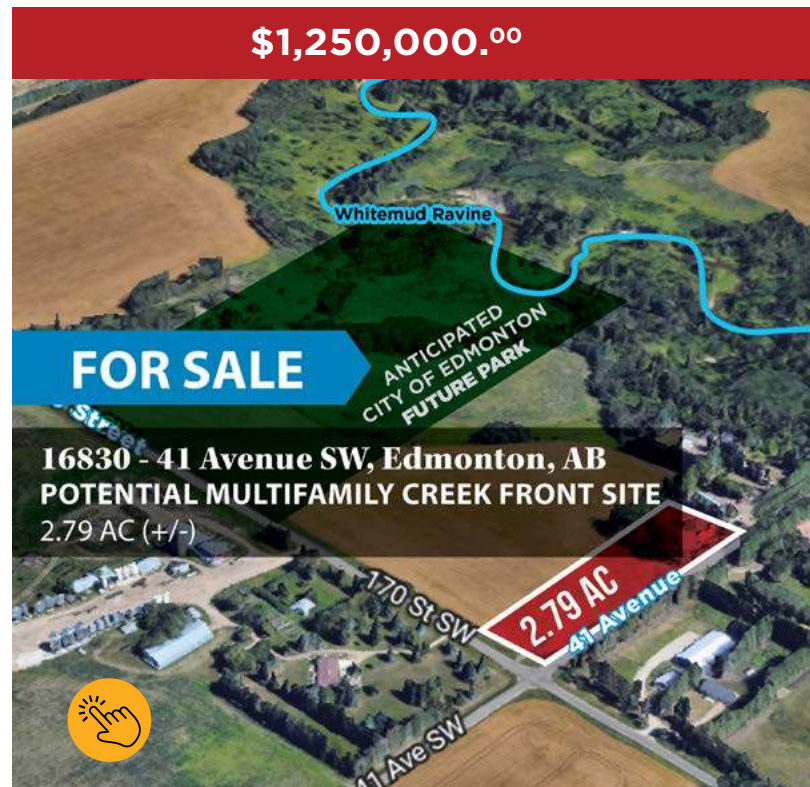 $1,250,000.⁰⁰
Whitemud Ravine
ANTICIPATED
CITY OF EDMONTON
FUTURE PARK
FOR SALE
Street
16830 - 41 Avenue SW, Edmonton, AB
POTENTIAL MULTIFAMILY CREEK FRONT SITE
2.79 AC (+/-)
170 St SW
2.79 AC
41 Avenue
41 Ave SW